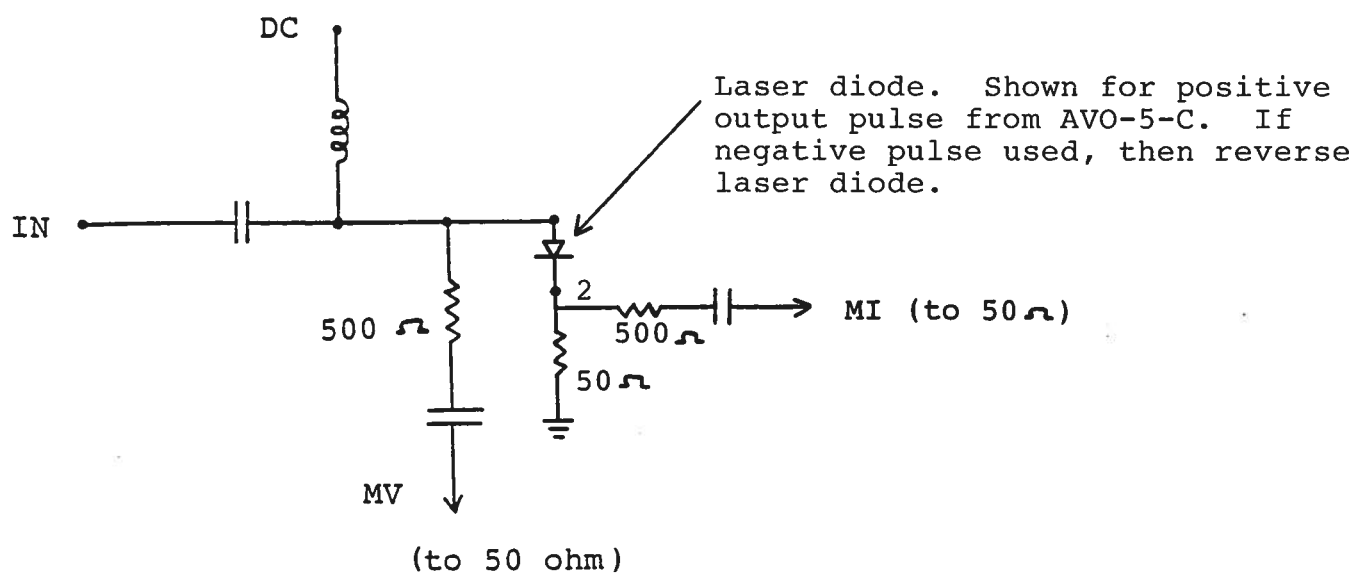 DC
Laser diode. Shown for positive
output pulse from AVO-5-C. If
negative pulse used, then reverse
laser diode.
IN
2
500 Ω
MI (to 50Ω)
500Ω
50Ω
MV
(to 50 ohm)